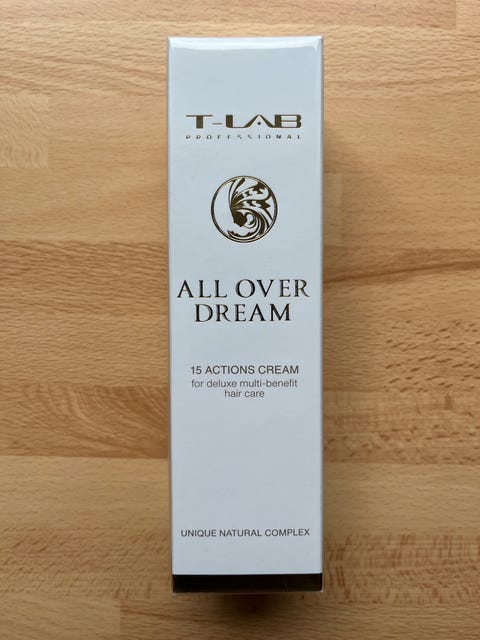 T-LAB
PROFESSIONAL
ALL OVER
DREAM
15 ACTIONS CREAM
for deluxe multi-benefit
hair care
UNIQUE NATURAL COMPLEX